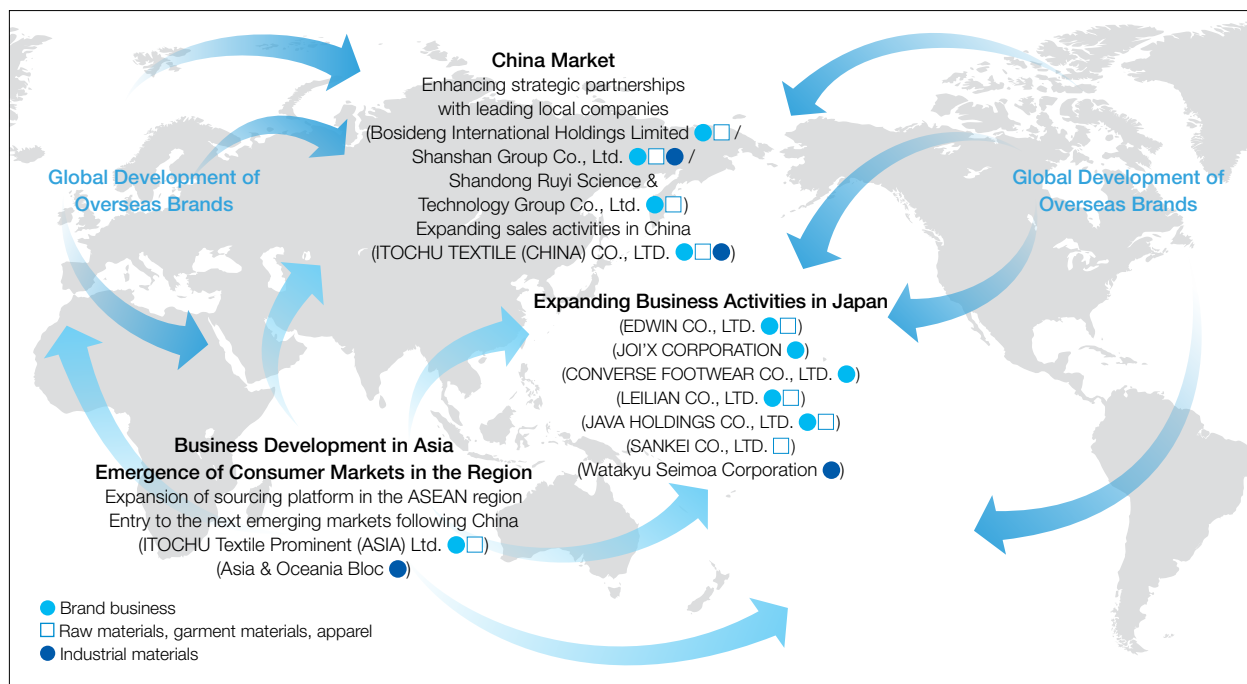 China Market
Enhancing strategic partnerships
with leading local companies
(Bosideng International Holdings Limited /
Shanshan Group Co., Ltd. /
Shandong Ruyi Science &
Technology Group Co., Ltd. )
Expanding sales activities in China
(ITOCHU TEXTILE (CHINA) CO., LTD. )
Global Development of
Overseas Brands
Global Development of
Overseas Brands
Expanding Business Activities in Japan
(EDWIN CO., LTD. )
(JOI’X CORPORATION )
(CONVERSE FOOTWEAR CO., LTD. )
(LEILIAN CO., LTD. )
(JAVA HOLDINGS CO., LTD. )
(SANKEI CO., LTD. )
(Watakyu Seimoa Corporation )
Business Development in Asia
Emergence of Consumer Markets in the Region
Expansion of sourcing platform in the ASEAN region
Entry to the next emerging markets following China
(ITOCHU Textile Prominent (ASIA) Ltd. )
(Asia & Oceania Bloc )
Brand business
Raw materials, garment materials, apparel
Industrial materials